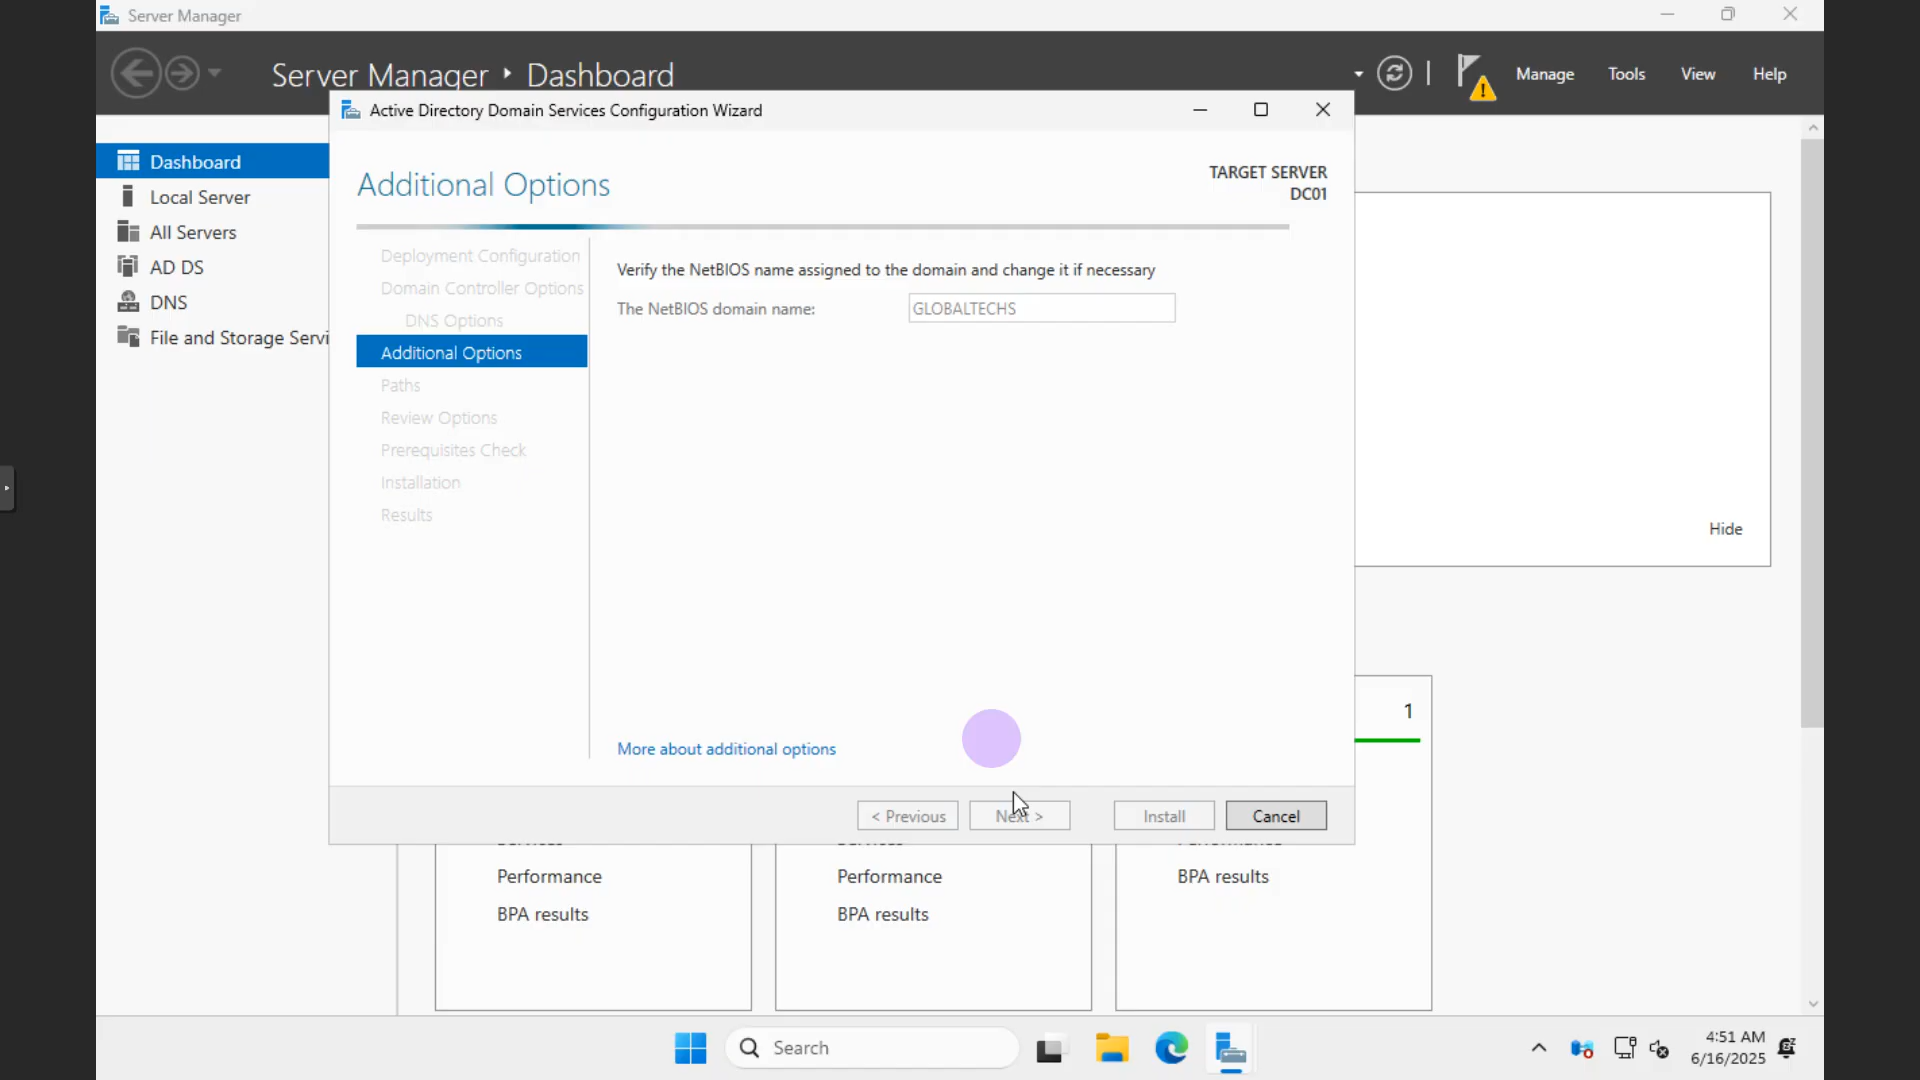 Server Manager
Server Manager Dashboard
Manage Tools View Help
Active Directory Domain Services Configuration Wizard
Additional Options
TARGET SERVER
DC01
Dashboard
Local Server
All Servers
AD DS
DNS
File and Storage Servi
Deployment Configuration
Domain Controller Options
DNS Options
Additional Options
Paths
Review Options
Prerequisites Check
Installation
Results
Verify the NetBIOS name assigned to the domain and change it if necessary
The NetBIOS domain name: GLOBALTECHS
More about additional options
< Previous Next > Install Cancel
Hide
1
Performance
BPA results
Performance
BPA results
BPA results
Search
4:51 AM
6/16/2025